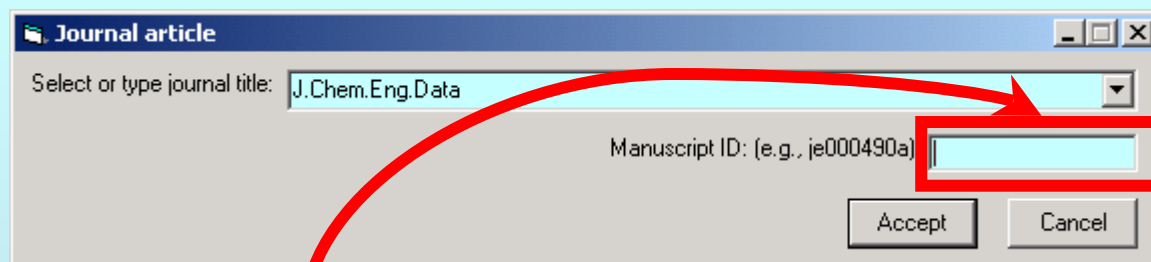 Journal article
Select or type journal title: J.Chem.Eng.Data
Manuscript ID: (e.g., je000490a)
Accept Cancel